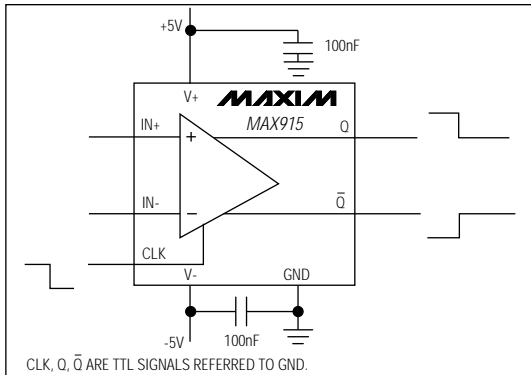 +5V
100nF
V+
MAXIM
MAX915
IN+
Q
+
IN-
Q̅
−
CLK
V-
GND
-5V
100nF
CLK, Q, Q̅ ARE TTL SIGNALS REFERRED TO GND.